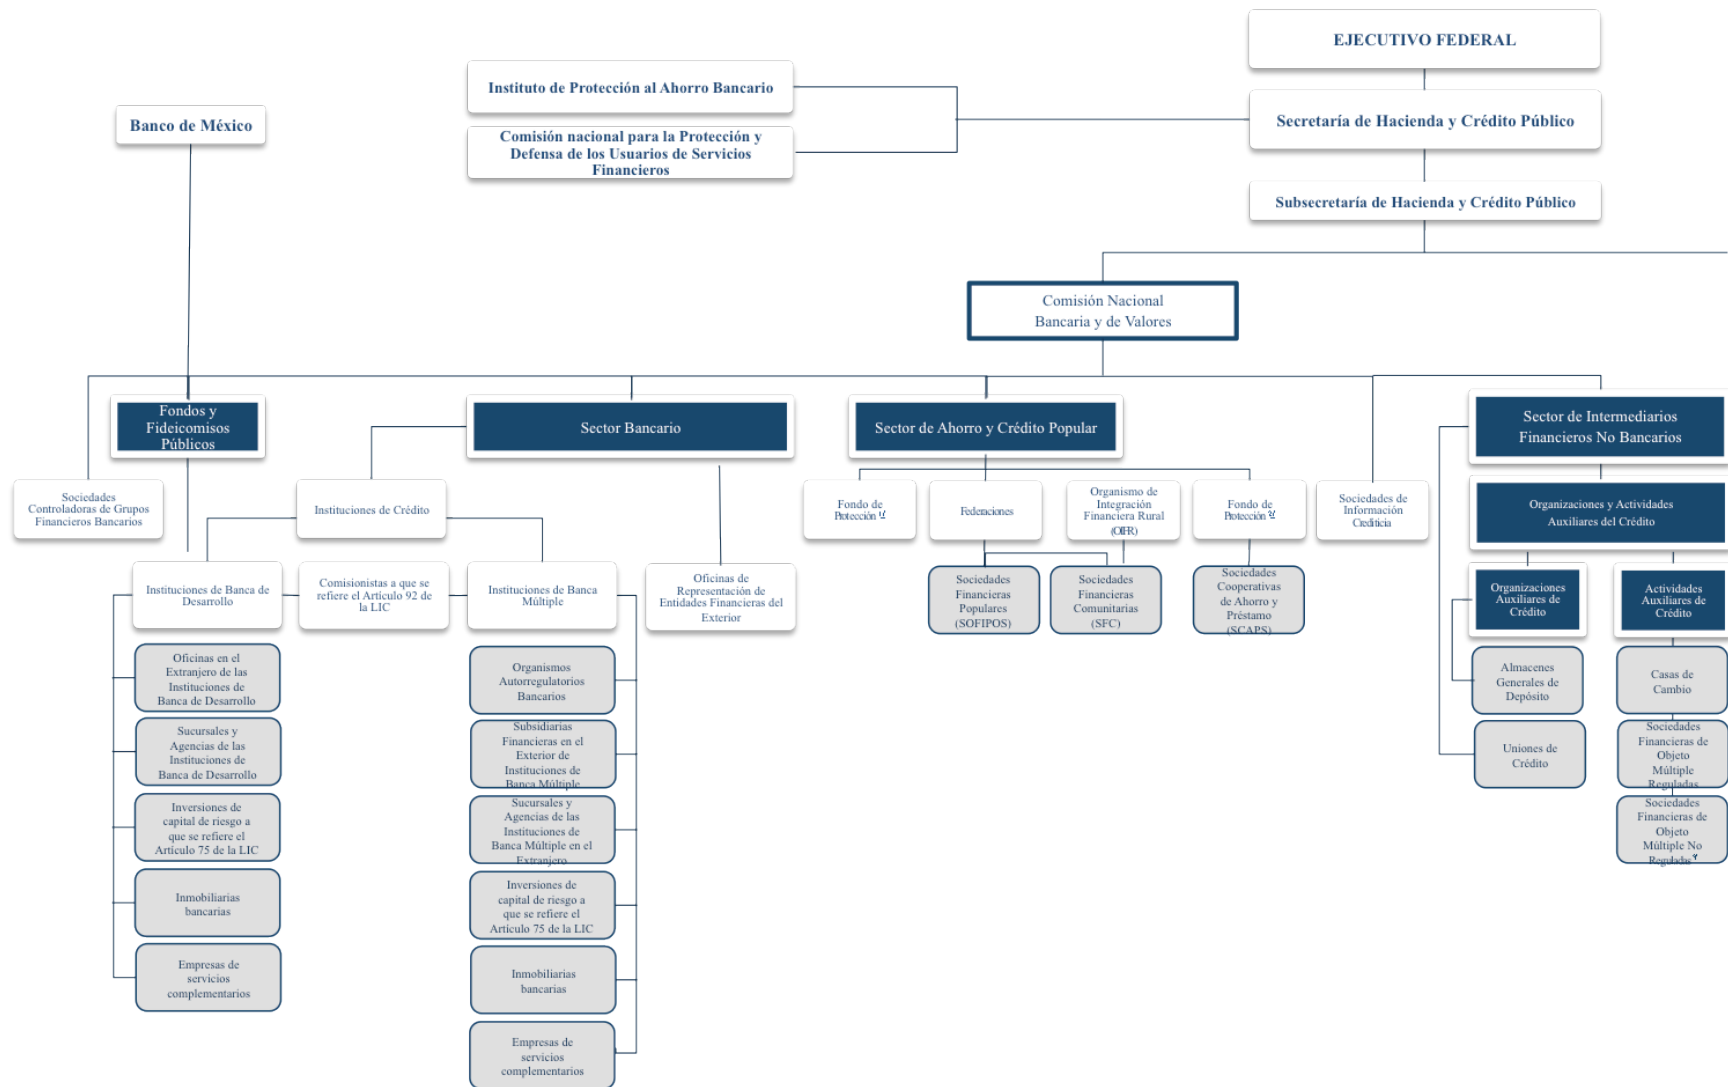 EJECUTIVO FEDERAL
Instituto de Protección al Ahorro Bancario
Banco de México
Secretaría de Hacienda y Crédito Público
Comisión nacional para la Protección y
Defensa de los Usuarios de Servicios
Financieros
Subsecretaría de Hacienda y Crédito Público
Comisión Nacional
Bancaria y de Valores
Fondos y
Fideicomisos
Públicos
Sector Bancario
Sector de Ahorro y Crédito Popular
Sector de Intermediarios
Financieros No Bancarios
Sociedades
Controladoras de Grupos
Financieros Bancarios
Instituciones de Crédito
Fondo de
Protección 1/
Federaciones
Organismo de
Integración
Financiera Rural
(OIFR)
Fondo de
Protección 2/
Sociedades de
Información
Crediticia
Organizaciones y Actividades
Auxiliares del Crédito
Instituciones de Banca de
Desarrollo
Comisionistas a que se
refiere el Artículo 92 de
la LIC
Instituciones de Banca
Múltiple
Oficinas de
Representación de
Entidades Financieras del
Exterior
Sociedades
Financieras
Populares
(SOFIPOS)
Sociedades
Financieras
Comunitarias
(SFC)
Sociedades
Cooperativas
de Ahorro y
Préstamo
(SCAPS)
Organizaciones
Auxiliares de
Crédito
Actividades
Auxiliares de
Crédito
Oficinas en el
Extranjero de las
Instituciones de
Banca de Desarrollo
Organismos
Autorregulatorios
Bancarios
Almacenes
Generales de
Depósito
Casas de
Cambio
Sucursales y
Agencias de las
Instituciones de
Banca de Desarrollo
Subsidiarias
Financieras en el
Exterior de
Instituciones de
Banca Múltiple
Uniones de
Crédito
Sociedades
Financieras de
Objeto
Múltiple
Reguladas
Inversiones de
capital de riesgo a
que se refiere el
Artículo 75 de la LIC
Sucursales y
Agencias de las
Instituciones de
Banca Múltiple en el
Extranjero
Sociedades
Financieras de
Objeto
Múltiple No
Reguladas
Inmobiliarias
bancarias
Inversiones de
capital de riesgo a
que se refiere el
Artículo 75 de la LIC
Empresas de
servicios
complementarios
Inmobiliarias
bancarias
Empresas de
servicios
complementarios